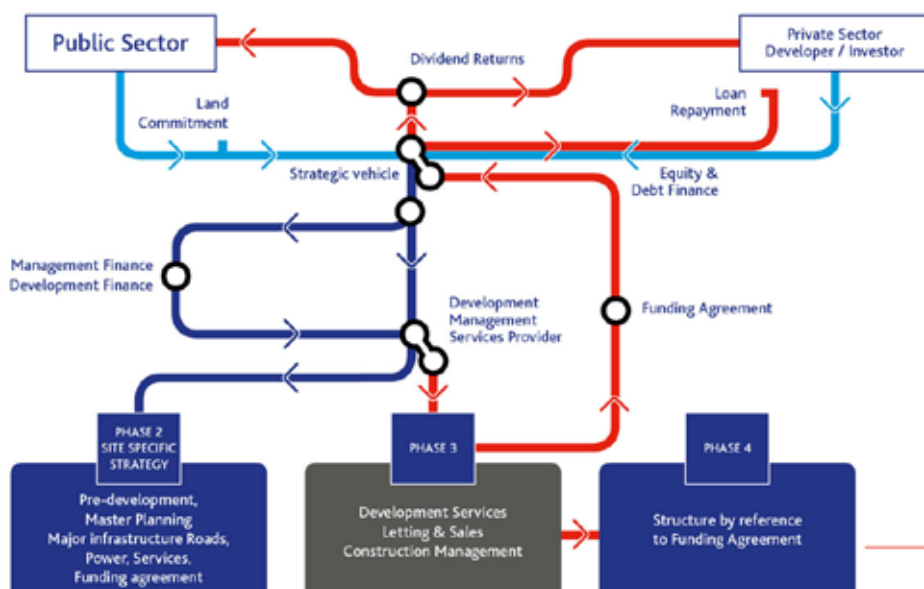 Public Sector
Dividend Returns
Private Sector
Developer / Investor
Land
Commitment
Loan
Repayment
Strategic vehicle
Equity &
Debt Finance
Management Finance
Development Finance
Development
Management
Services Provider
Funding Agreement
PHASE 2
SITE SPECIFIC
STRATEGY
PHASE 3
PHASE 4
Pre-development,
Master Planning
Major infrastructure Roads,
Power, Services,
Funding agreement
Development Services
Letting & Sales
Construction Management
Structure by reference
to Funding Agreement